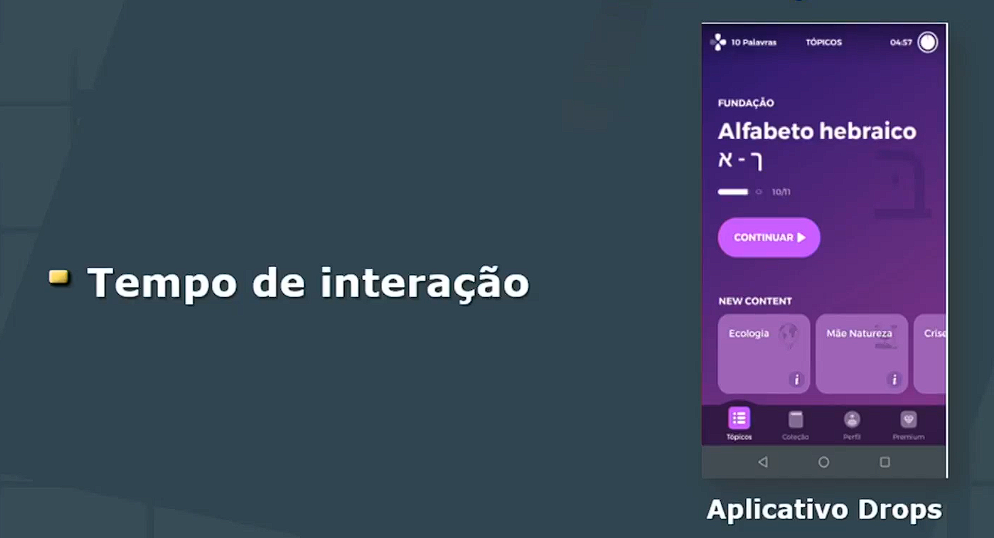 Tempo de interação
10 Palavras
TÓPICOS
04:57
FUNDAÇÃO
Alfabeto hebraico
א - ך
10/11
CONTINUAR
NEW CONTENT
Ecologia
Mãe Natureza
Crise
i
i
Tópicos
Coleção
Perfil
Premium
Aplicativo Drops